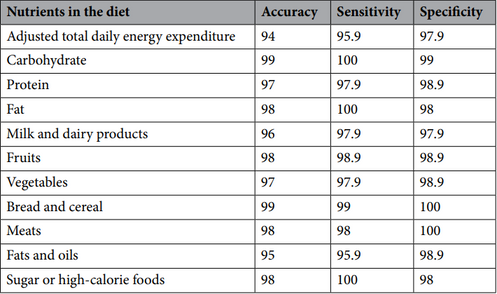 Nutrients in the diet Accuracy Sensitivity Specificity
Adjusted total daily energy expenditure 94 95.9 97.9
Carbohydrate 99 100 99
Protein 97 97.9 98.9
Fat 98 100 98
Milk and dairy products 96 97.9 97.9
Fruits 98 98.9 98.9
Vegetables 97 97.9 98.9
Bread and cereal 99 99 100
Meats 98 98 100
Fats and oils 95 95.9 98.9
Sugar or high-calorie foods 98 100 98